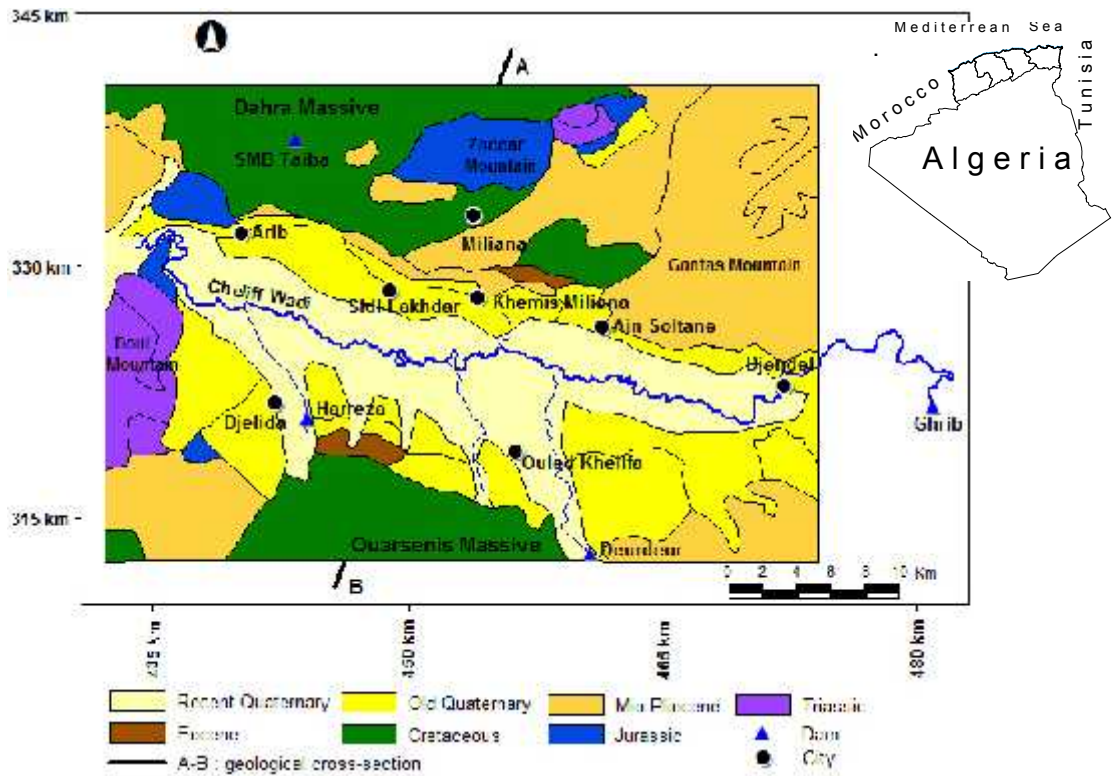 345 km
Mediterrean Sea
A
Morocco
Tunisia
Dahra Massive
Algeria
SMB Taiba
Zaccar
Mountain
Arib
Miliana
330 km
Gontas Mountain
Cheliff Wadi
Sidi Lakhdar
Khemis Miliana
Ain Soltane
Doui
Mountain
Djendel
Djelida
Harreza
Ghrib
Ouled Khelifa
315 km
Ouarsenis Massive
Deurdeur
B
0 2 4 6 8 10 Km
435 km
450 km
465 km
480 km
Recent Quaternary
Old Quaternary
Mio Pliocene
Triassic
Eocene
Cretaceous
Jurassic
Dam
A-B : geological cross-section
City